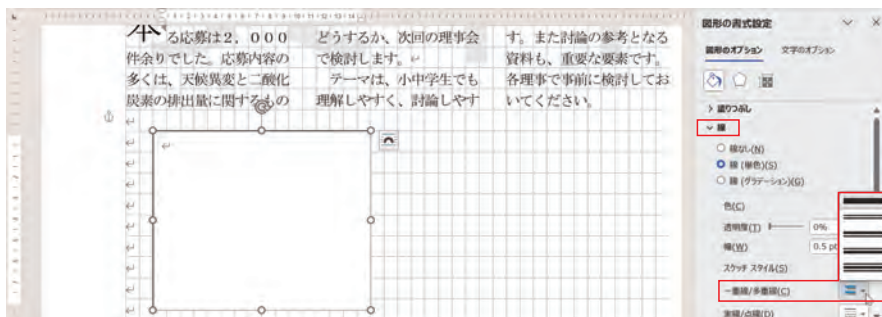 本
る応募は２，０００
件余りでした。応募内容の
多くは、天候異変と二酸化
炭素の排出量に関するもの
どうするか、次回の理事会
で検討します。
テーマは、小中学生でも
理解しやすく、討論しやす
す。また討論の参考となる
資料も、重要な要素です。
各理事で事前に検討してお
いてください。
図形の書式設定
図形のオプション 文字のオプション
塗りつぶし
線
線なし(N)
線 (単色)(S)
線 (グラデーション)(G)
色(C)
透明度(T) 0%
幅(W) 0.5 pt
スケッチ スタイル(S)
一重線/多重線(C)
実線/点線(D)